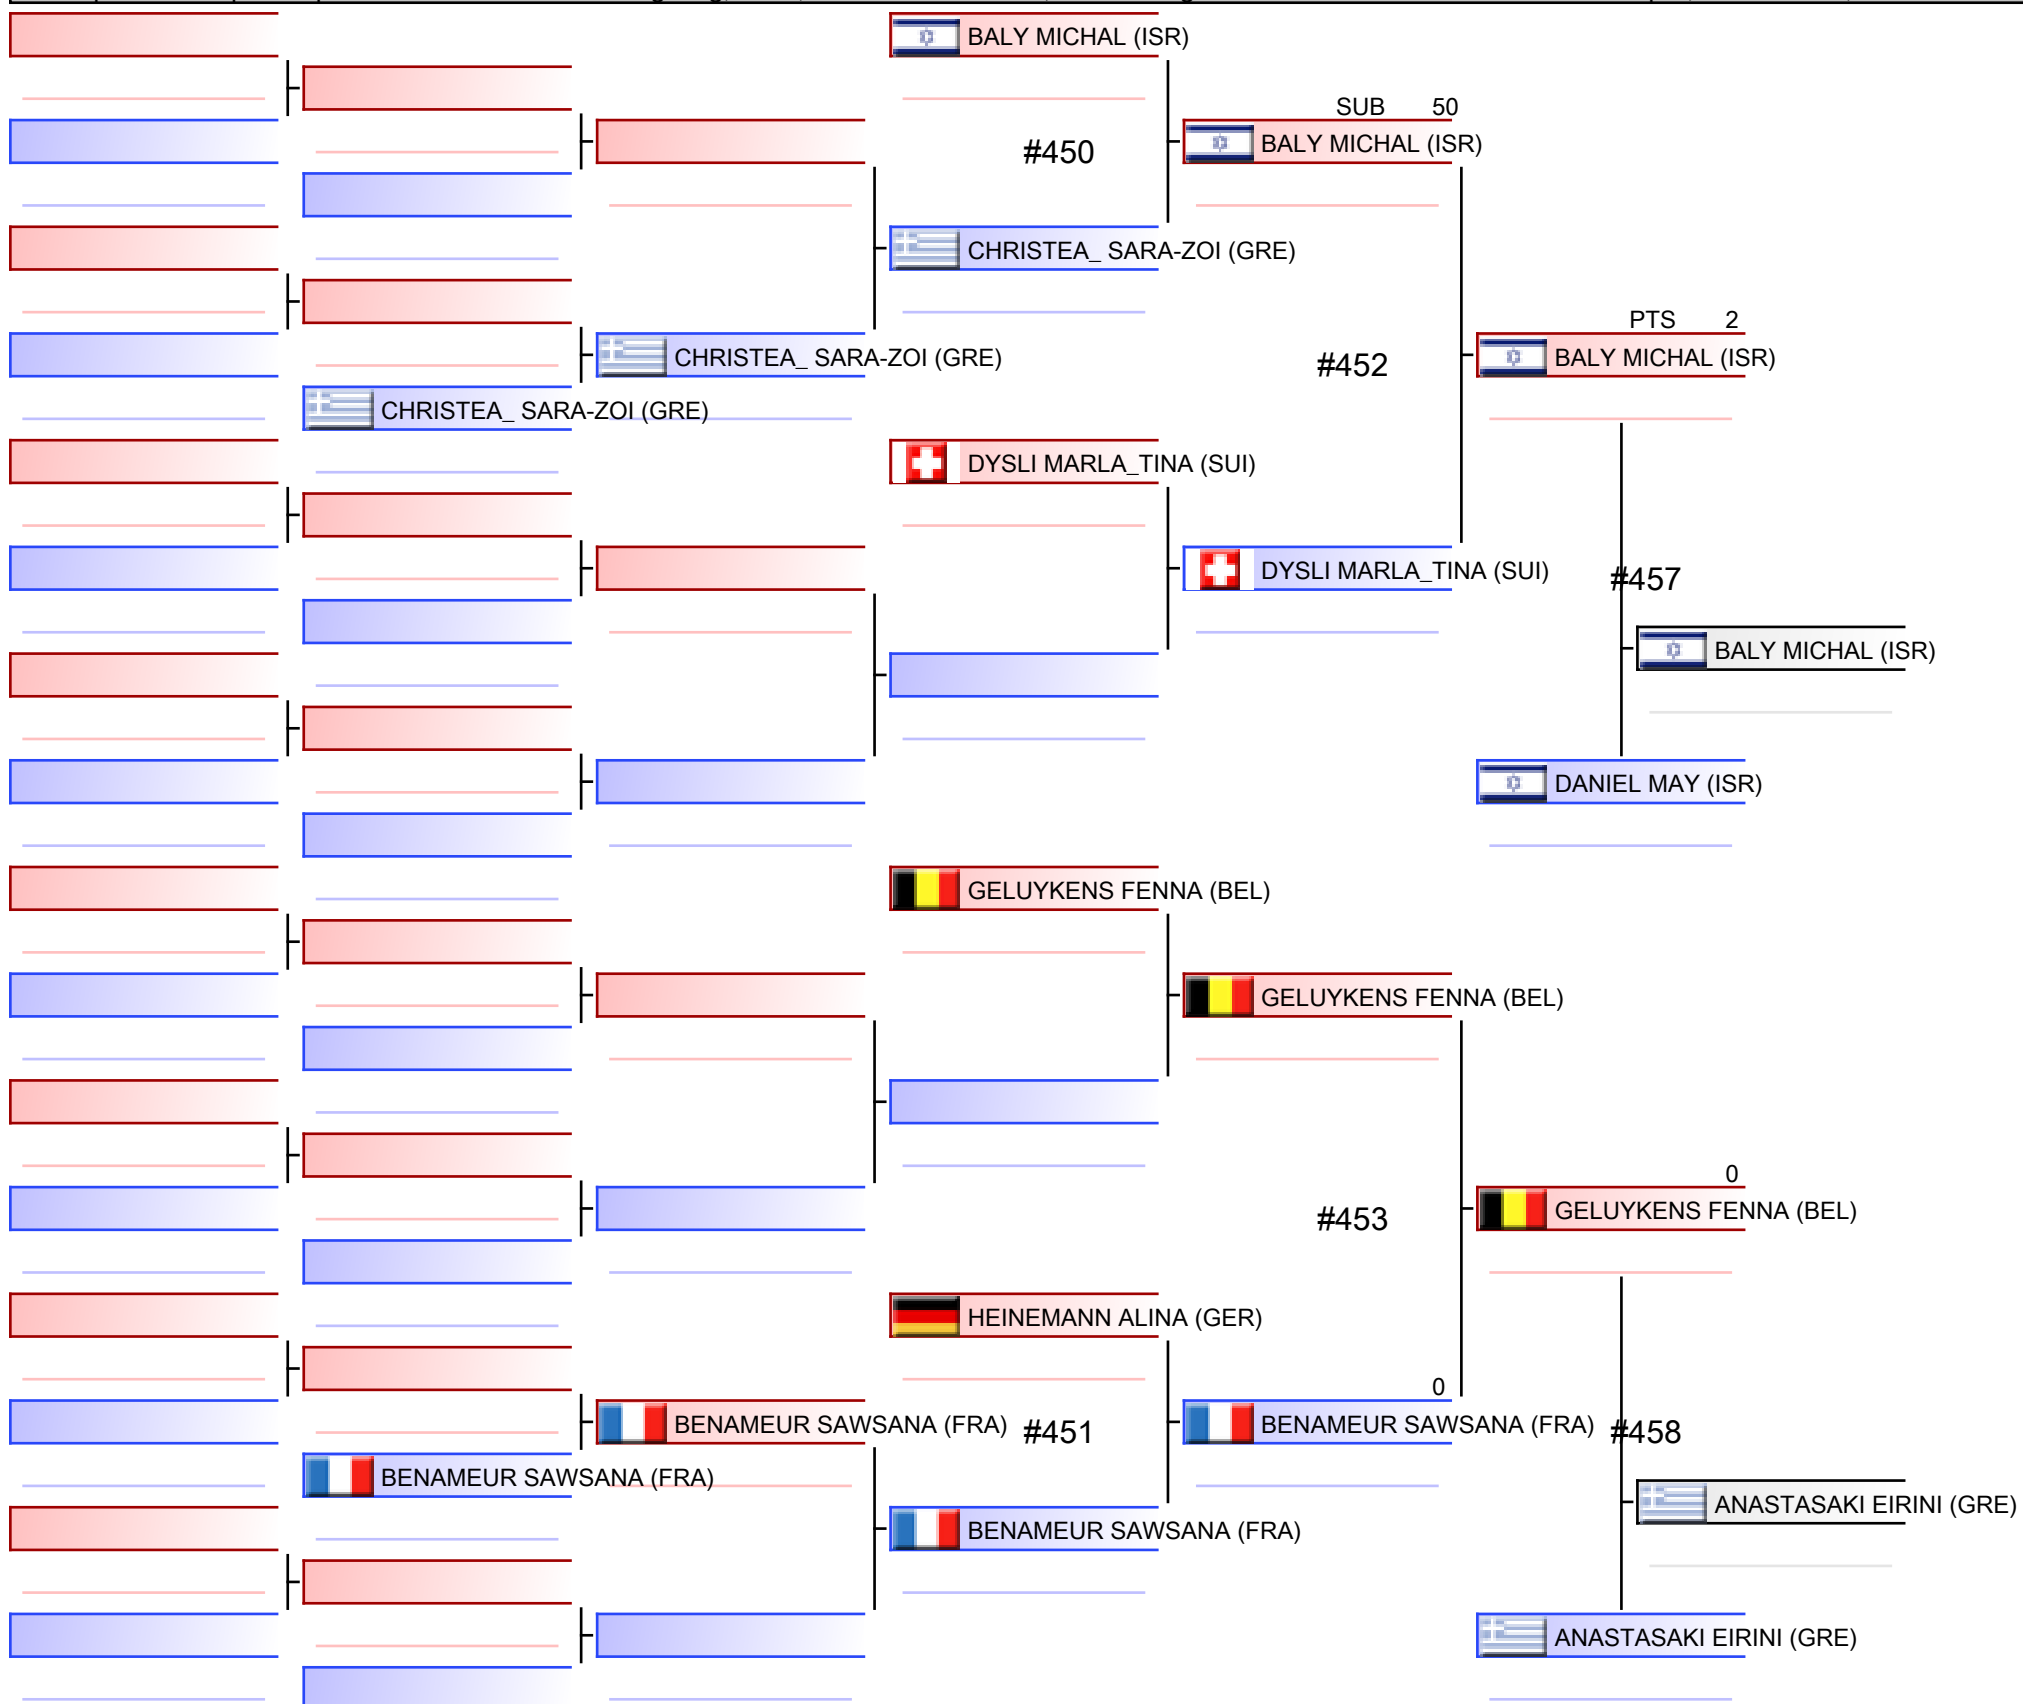 BALY MICHAL (ISR)
SUB 50
#450
BALY MICHAL (ISR)
CHRISTEA_ SARA-ZOI (GRE)
PTS 2
CHRISTEA_ SARA-ZOI (GRE)
#452
BALY MICHAL (ISR)
CHRISTEA_ SARA-ZOI (GRE)
DYSLI MARLA_TINA (SUI)
DYSLI MARLA_TINA (SUI)
#457
BALY MICHAL (ISR)
DANIEL MAY (ISR)
GELUYKENS FENNA (BEL)
GELUYKENS FENNA (BEL)
0
#453
GELUYKENS FENNA (BEL)
HEINEMANN ALINA (GER)
0
BENAMEUR SAWSANA (FRA)
#451
BENAMEUR SAWSANA (FRA)
#458
BENAMEUR SAWSANA (FRA)
ANASTASAKI EIRINI (GRE)
BENAMEUR SAWSANA (FRA)
ANASTASAKI EIRINI (GRE)